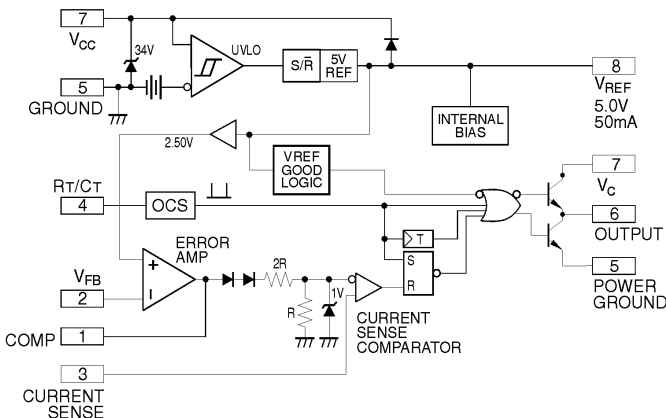 7
VCC
34V
UVLO
S/R̄
5V
REF
8
VREF
5.0V
50mA
5
GROUND
INTERNAL
BIAS
2.50V
VREF
GOOD
LOGIC
7
VC
RT/CT
4
OCS
6
OUTPUT
T
ERROR
AMP
S
R
5
POWER
GROUND
+
2R
VFB
2
–
1V
R
CURRENT
SENSE
COMPARATOR
COMP
1
3
CURRENT
SENSE